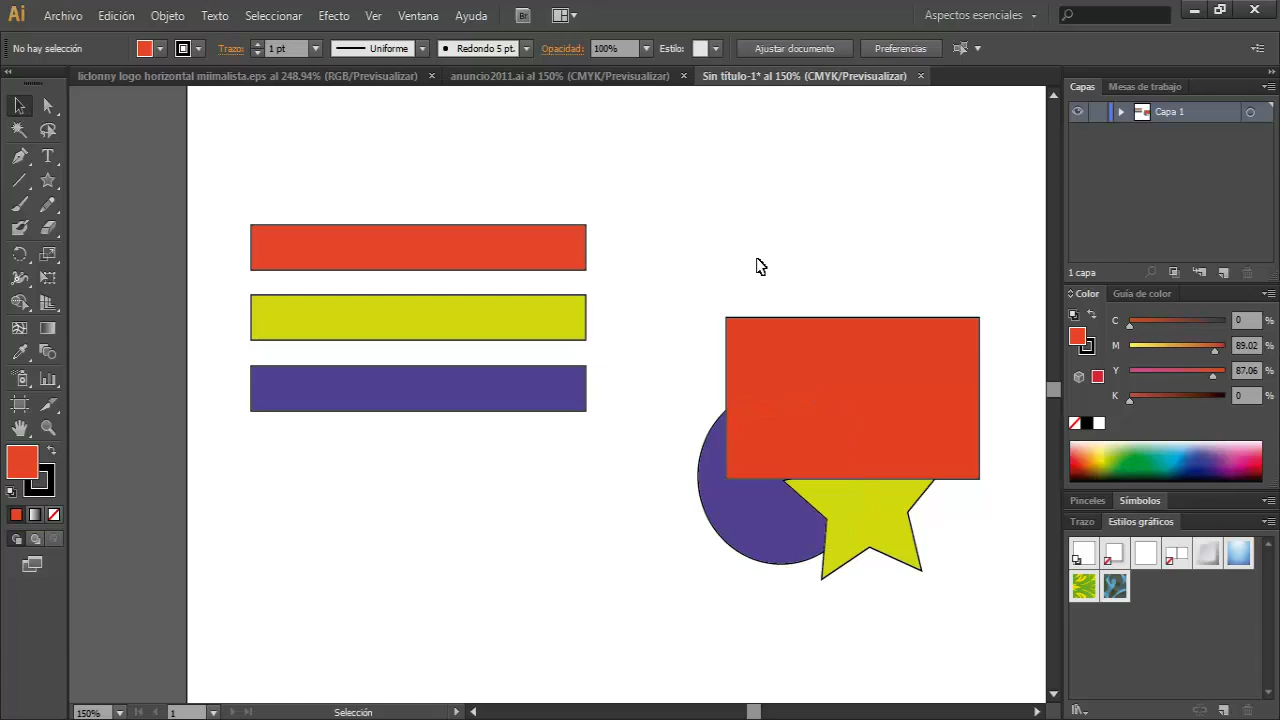 Ai Archivo Edición Objeto Texto Seleccionar Efecto Ver Ventana Ayuda Br Aspectos esenciales
No hay selección Trazo: 1 pt Uniforme Redondo 5 pt. Opacidad: 100% Estilo: Ajustar documento Preferencias
liclonny logo horizontal miimalista.eps al 248.94% (RGB/Previsualizar) × anuncio2011.ai al 150% (CMYK/Previsualizar) × Sin título-1* al 150% (CMYK/Previsualizar) ×
Capas Mesas de trabajo
Capa 1
1 capa
Color Guía de color
C 0 %
M 89.02 %
Y 87.06 %
K 0 %
Pinceles Símbolos
Trazo Estilos gráficos
150% 1 Selección